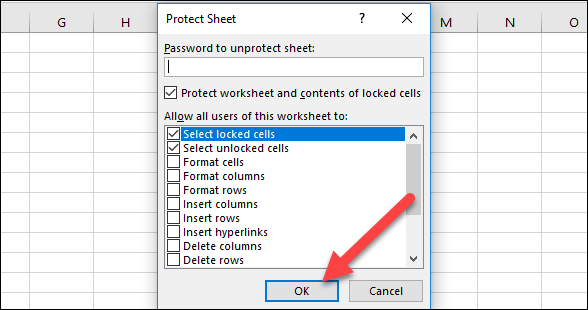 Protect Sheet
G H M N O
Password to unprotect sheet:
Protect worksheet and contents of locked cells
Allow all users of this worksheet to:
Select locked cells
Select unlocked cells
Format cells
Format columns
Format rows
Insert columns
Insert rows
Insert hyperlinks
Delete columns
Delete rows
OK Cancel